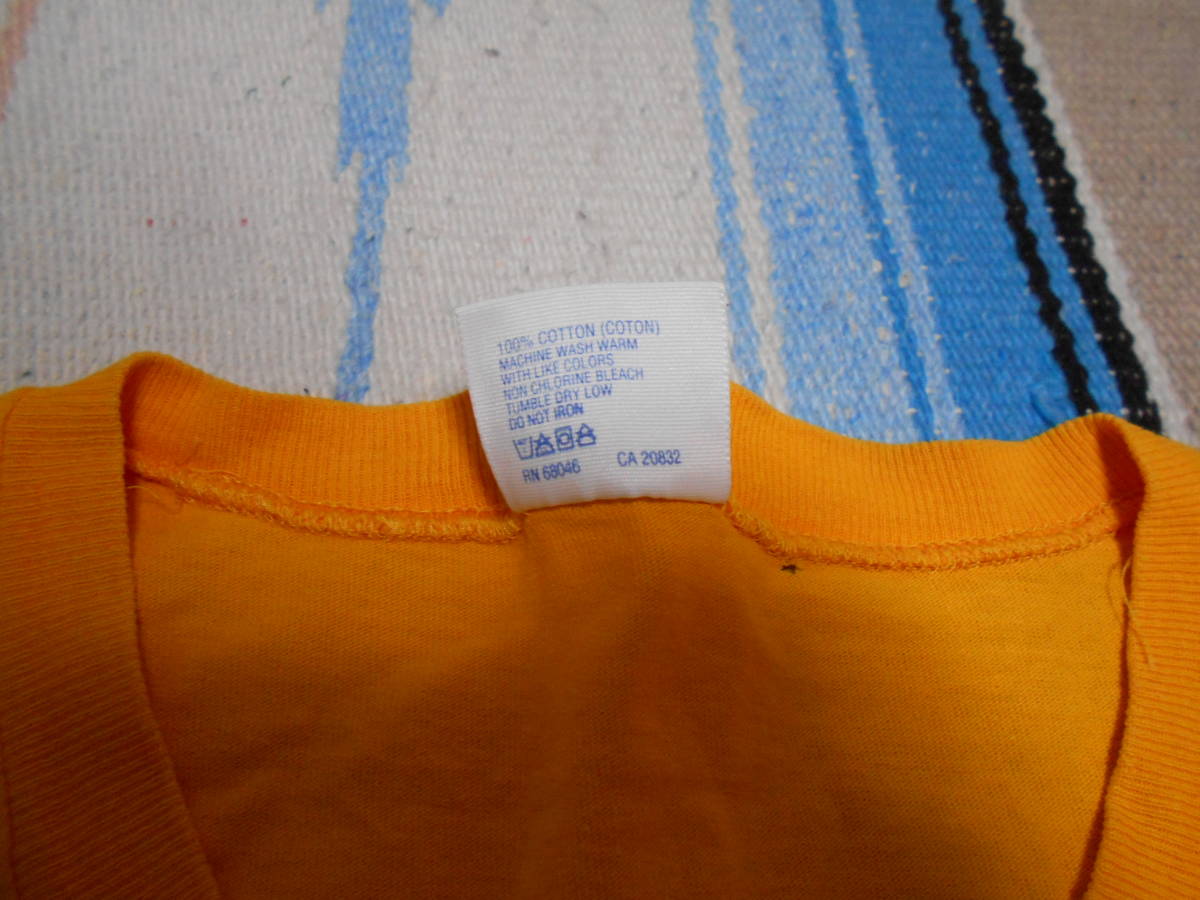 100% COTTON (COTON)
MACHINE WASH WARM
WITH LIKE COLORS
NON CHLORINE BLEACH
TUMBLE DRY LOW
DO NOT IRON
RN 68046 CA 20832